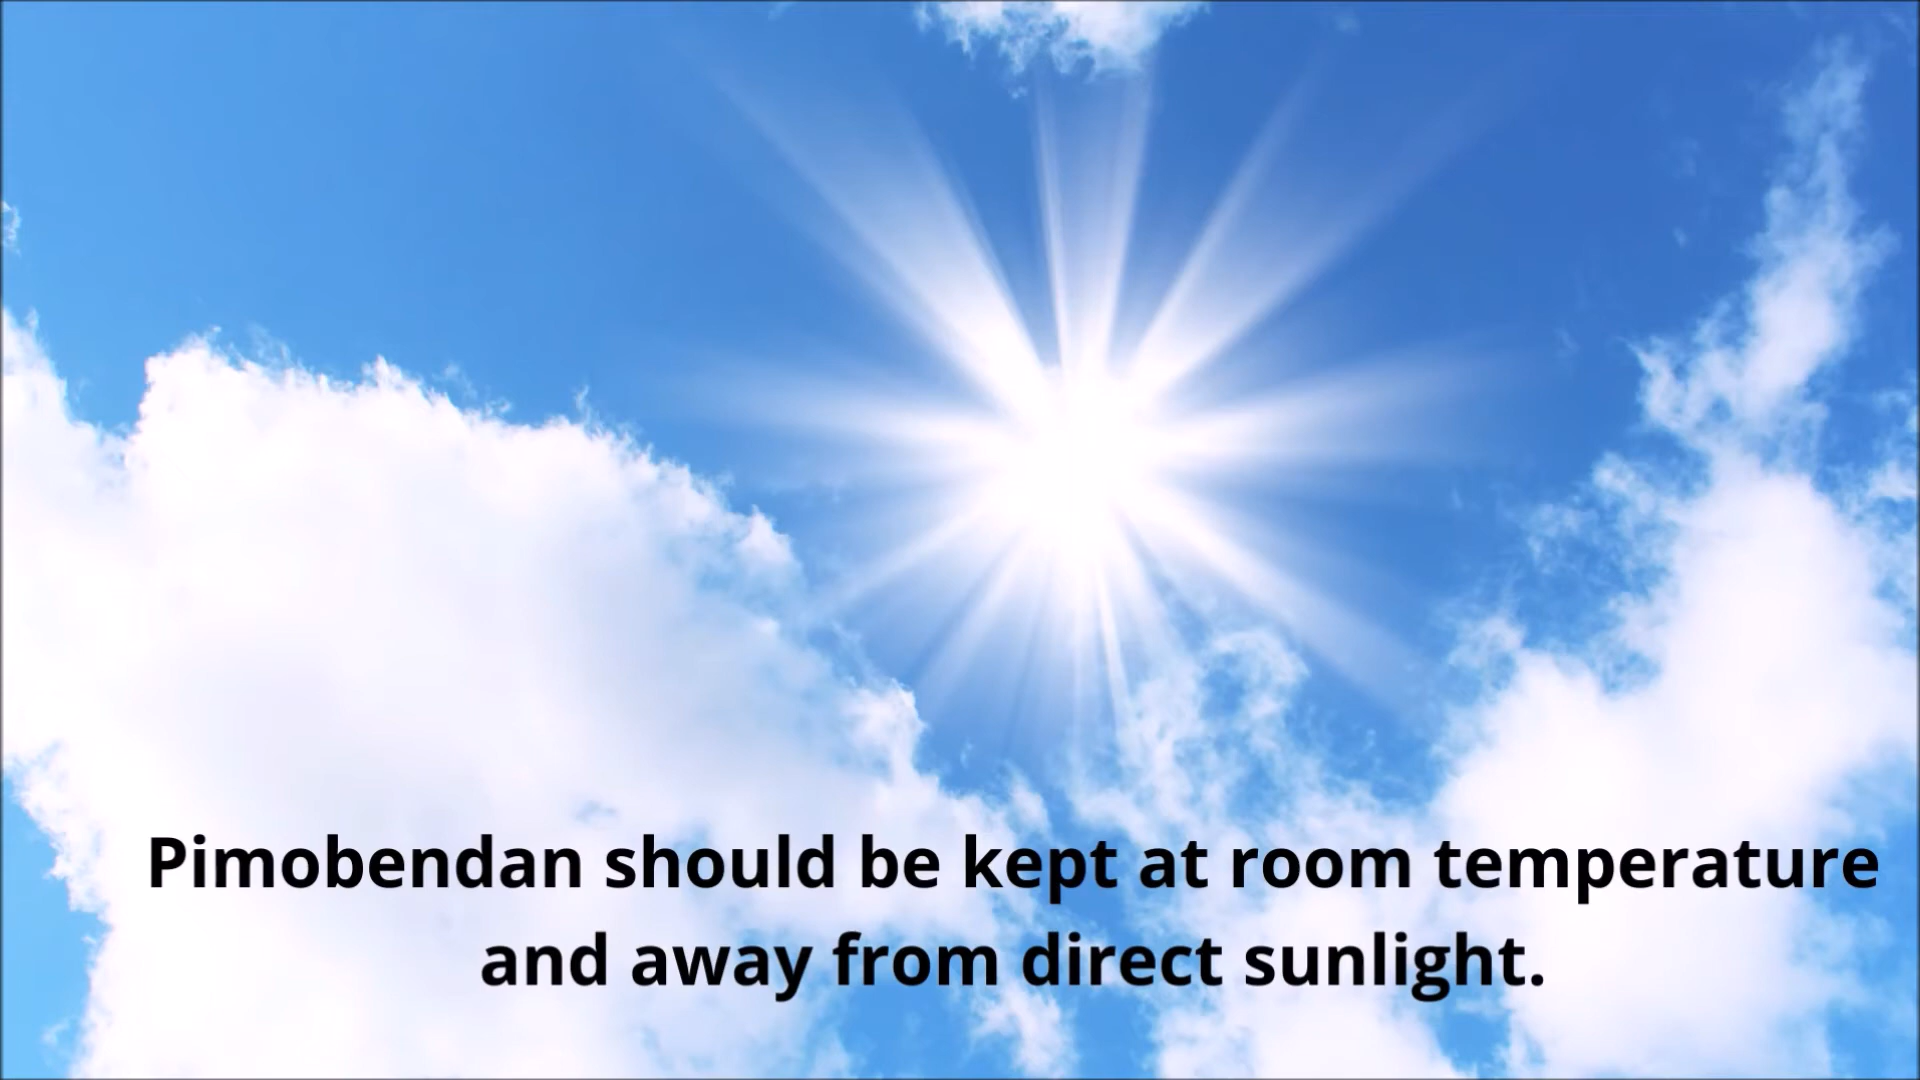 Pimobendan should be kept at room temperature
and away from direct sunlight.